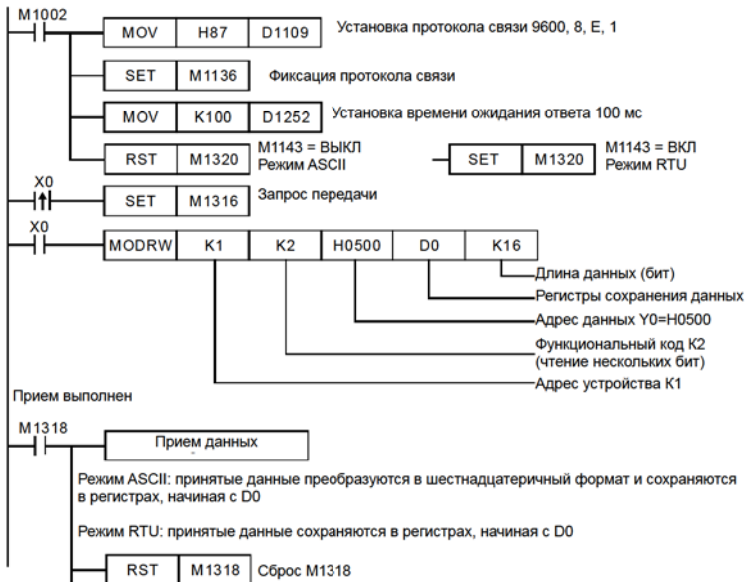 M1002
MOV H87 D1109 Установка протокола связи 9600, 8, E, 1
SET M1136 Фиксация протокола связи
MOV K100 D1252 Установка времени ожидания ответа 100 мс
RST M1320 M1143 = ВЫКЛ
Режим ASCII
SET M1320 M1143 = ВКЛ
Режим RTU
X0
SET M1316 Запрос передачи
X0
MODRW K1 K2 H0500 D0 K16
Длина данных (бит)
Регистры сохранения данных
Адрес данных Y0=H0500
Функциональный код K2
(чтение нескольких бит)
Адрес устройства K1
Прием выполнен
M1318
Прием данных
Режим ASCII: принятые данные преобразуются в шестнадцатеричный формат и сохраняются
в регистрах, начиная с D0
Режим RTU: принятые данные сохраняются в регистрах, начиная с D0
RST M1318 Сброс M1318